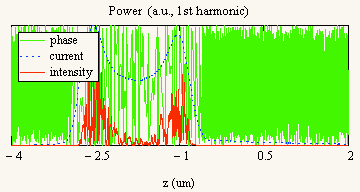 Power (a.u., 1st harmonic)
phase
current
intensity
−4 −2.5 −1 0.5 2
z (um)